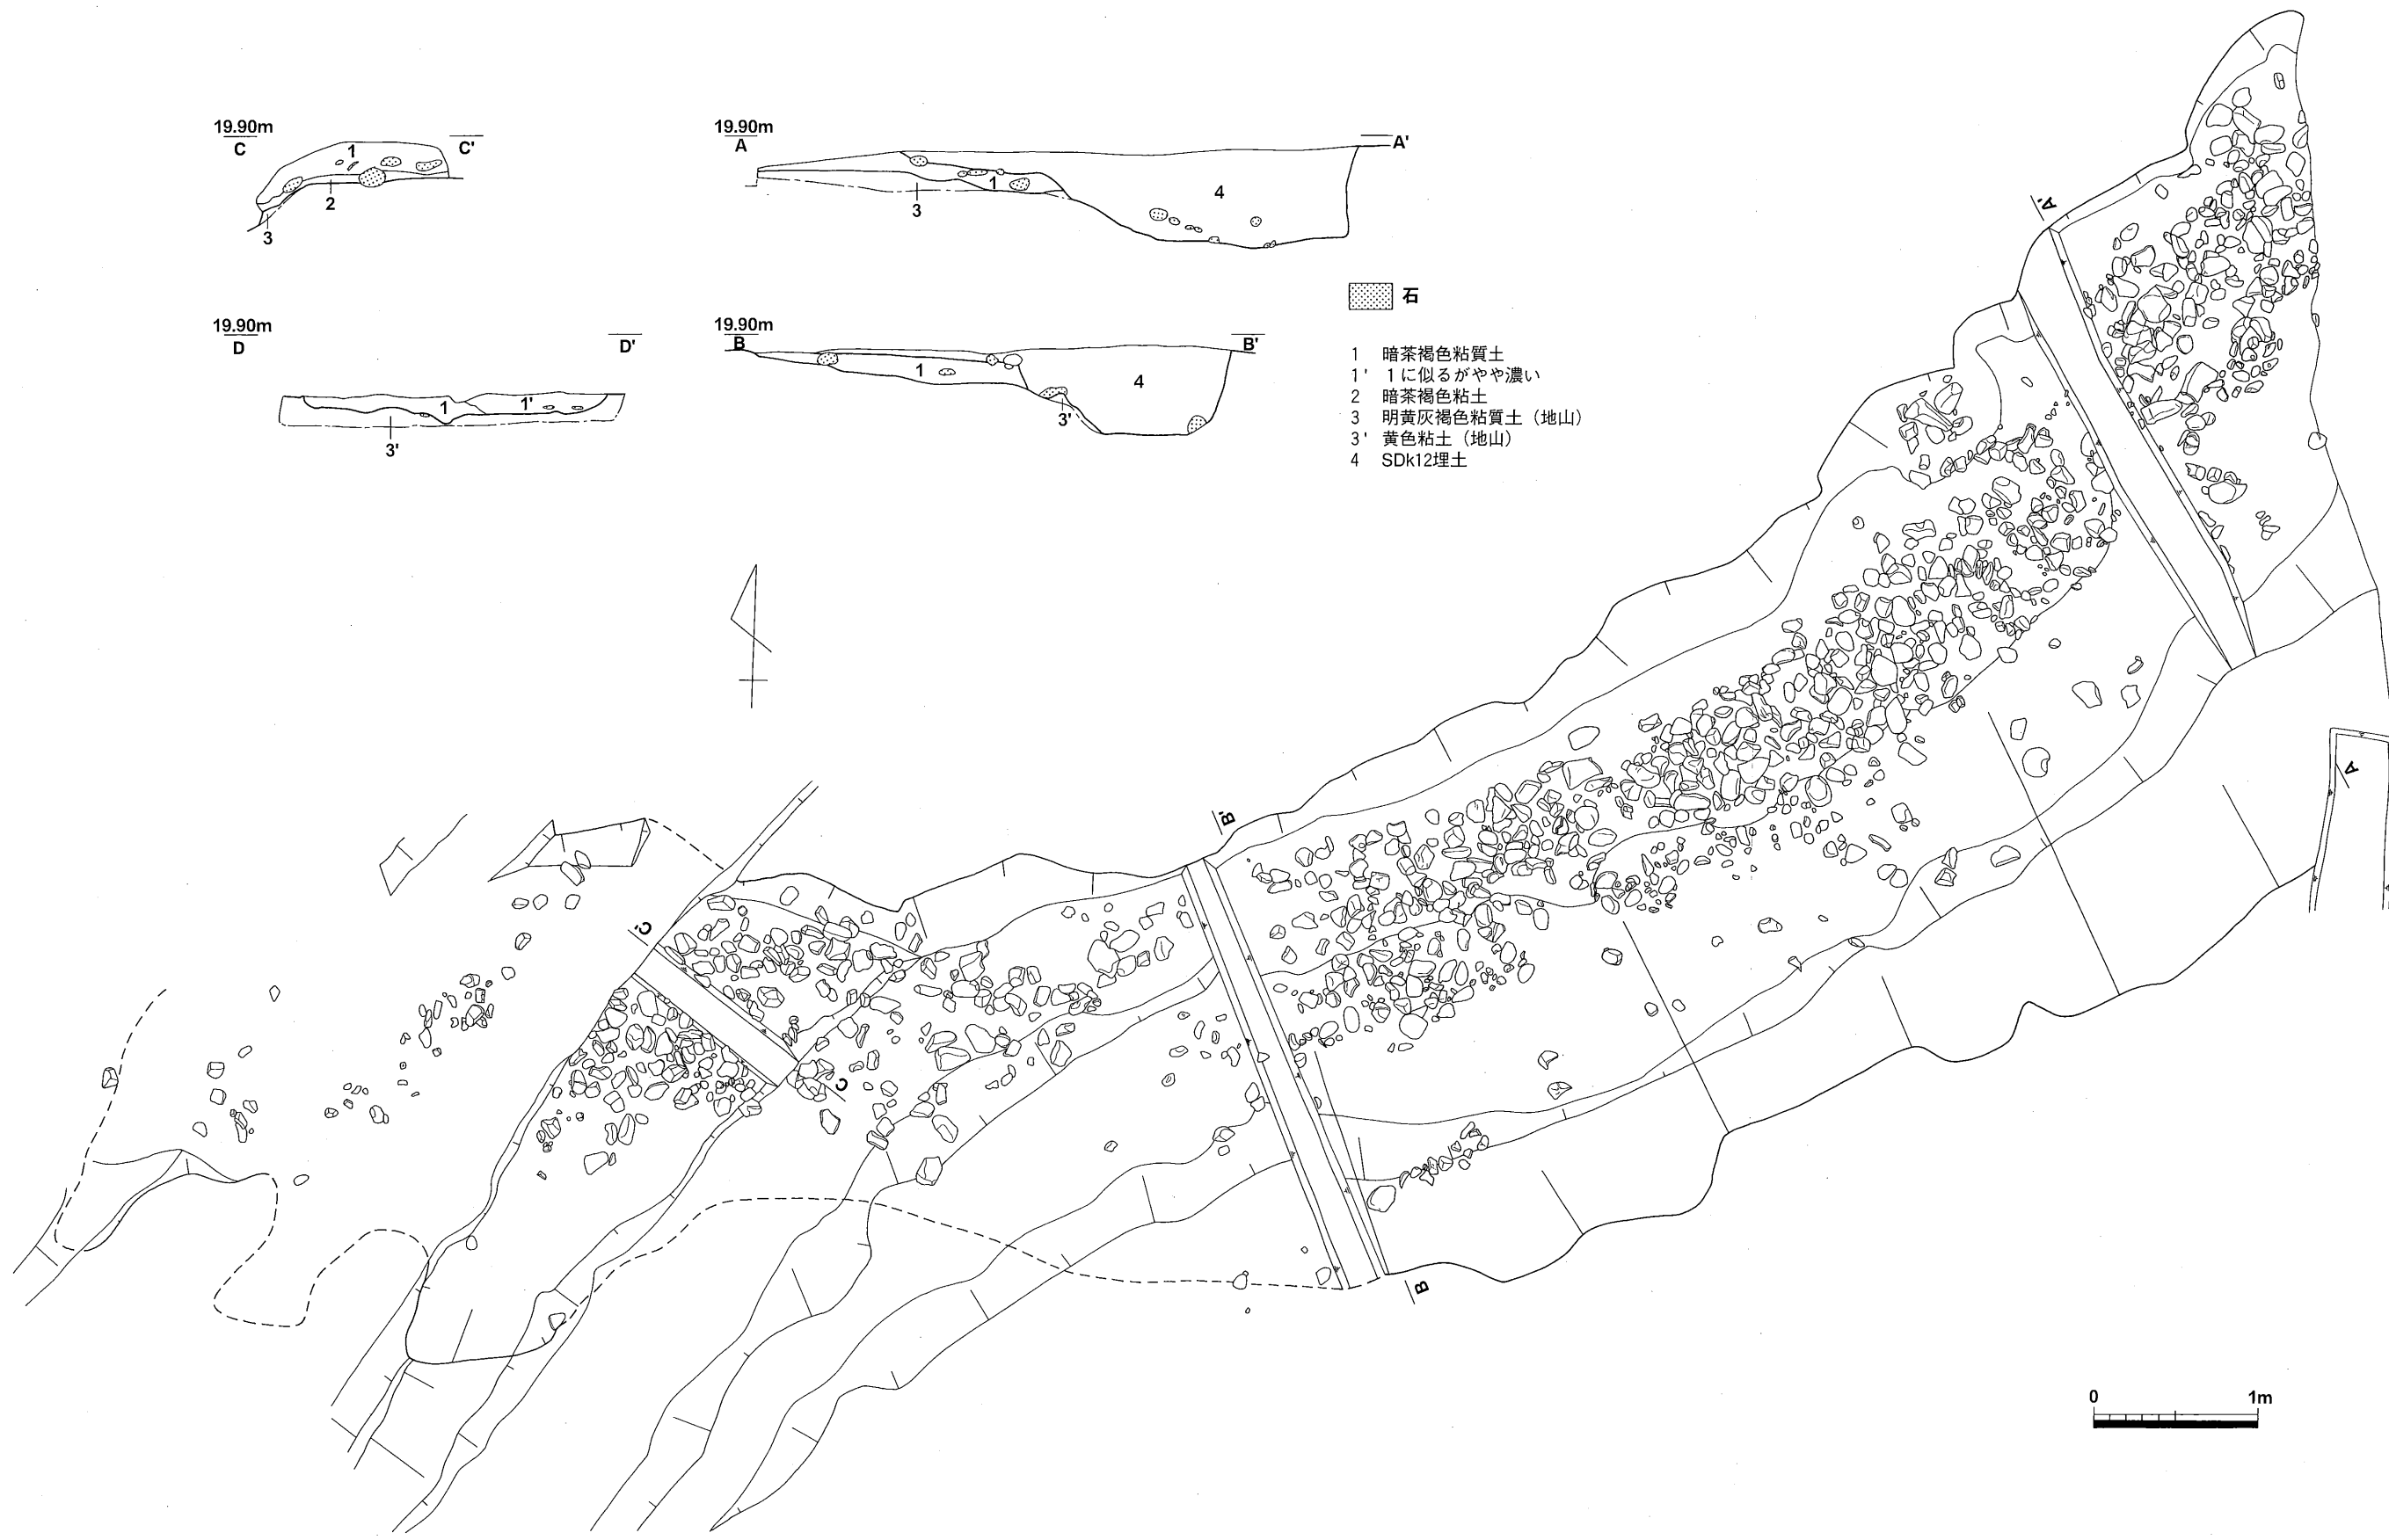 19.90m
C
C'
1
2
3
19.90m
A
A'
1
3
4
19.90m
D
D'
1
1'
3'
19.90m
B
B'
1
3'
4
石
1 暗茶褐色粘質土
1' 1に似るがやや濃い
2 暗茶褐色粘土
3 明黄灰褐色粘質土（地山）
3' 黄色粘土（地山）
4 SDk12埋土
A'
A
B'
B
C'
C
0 1m